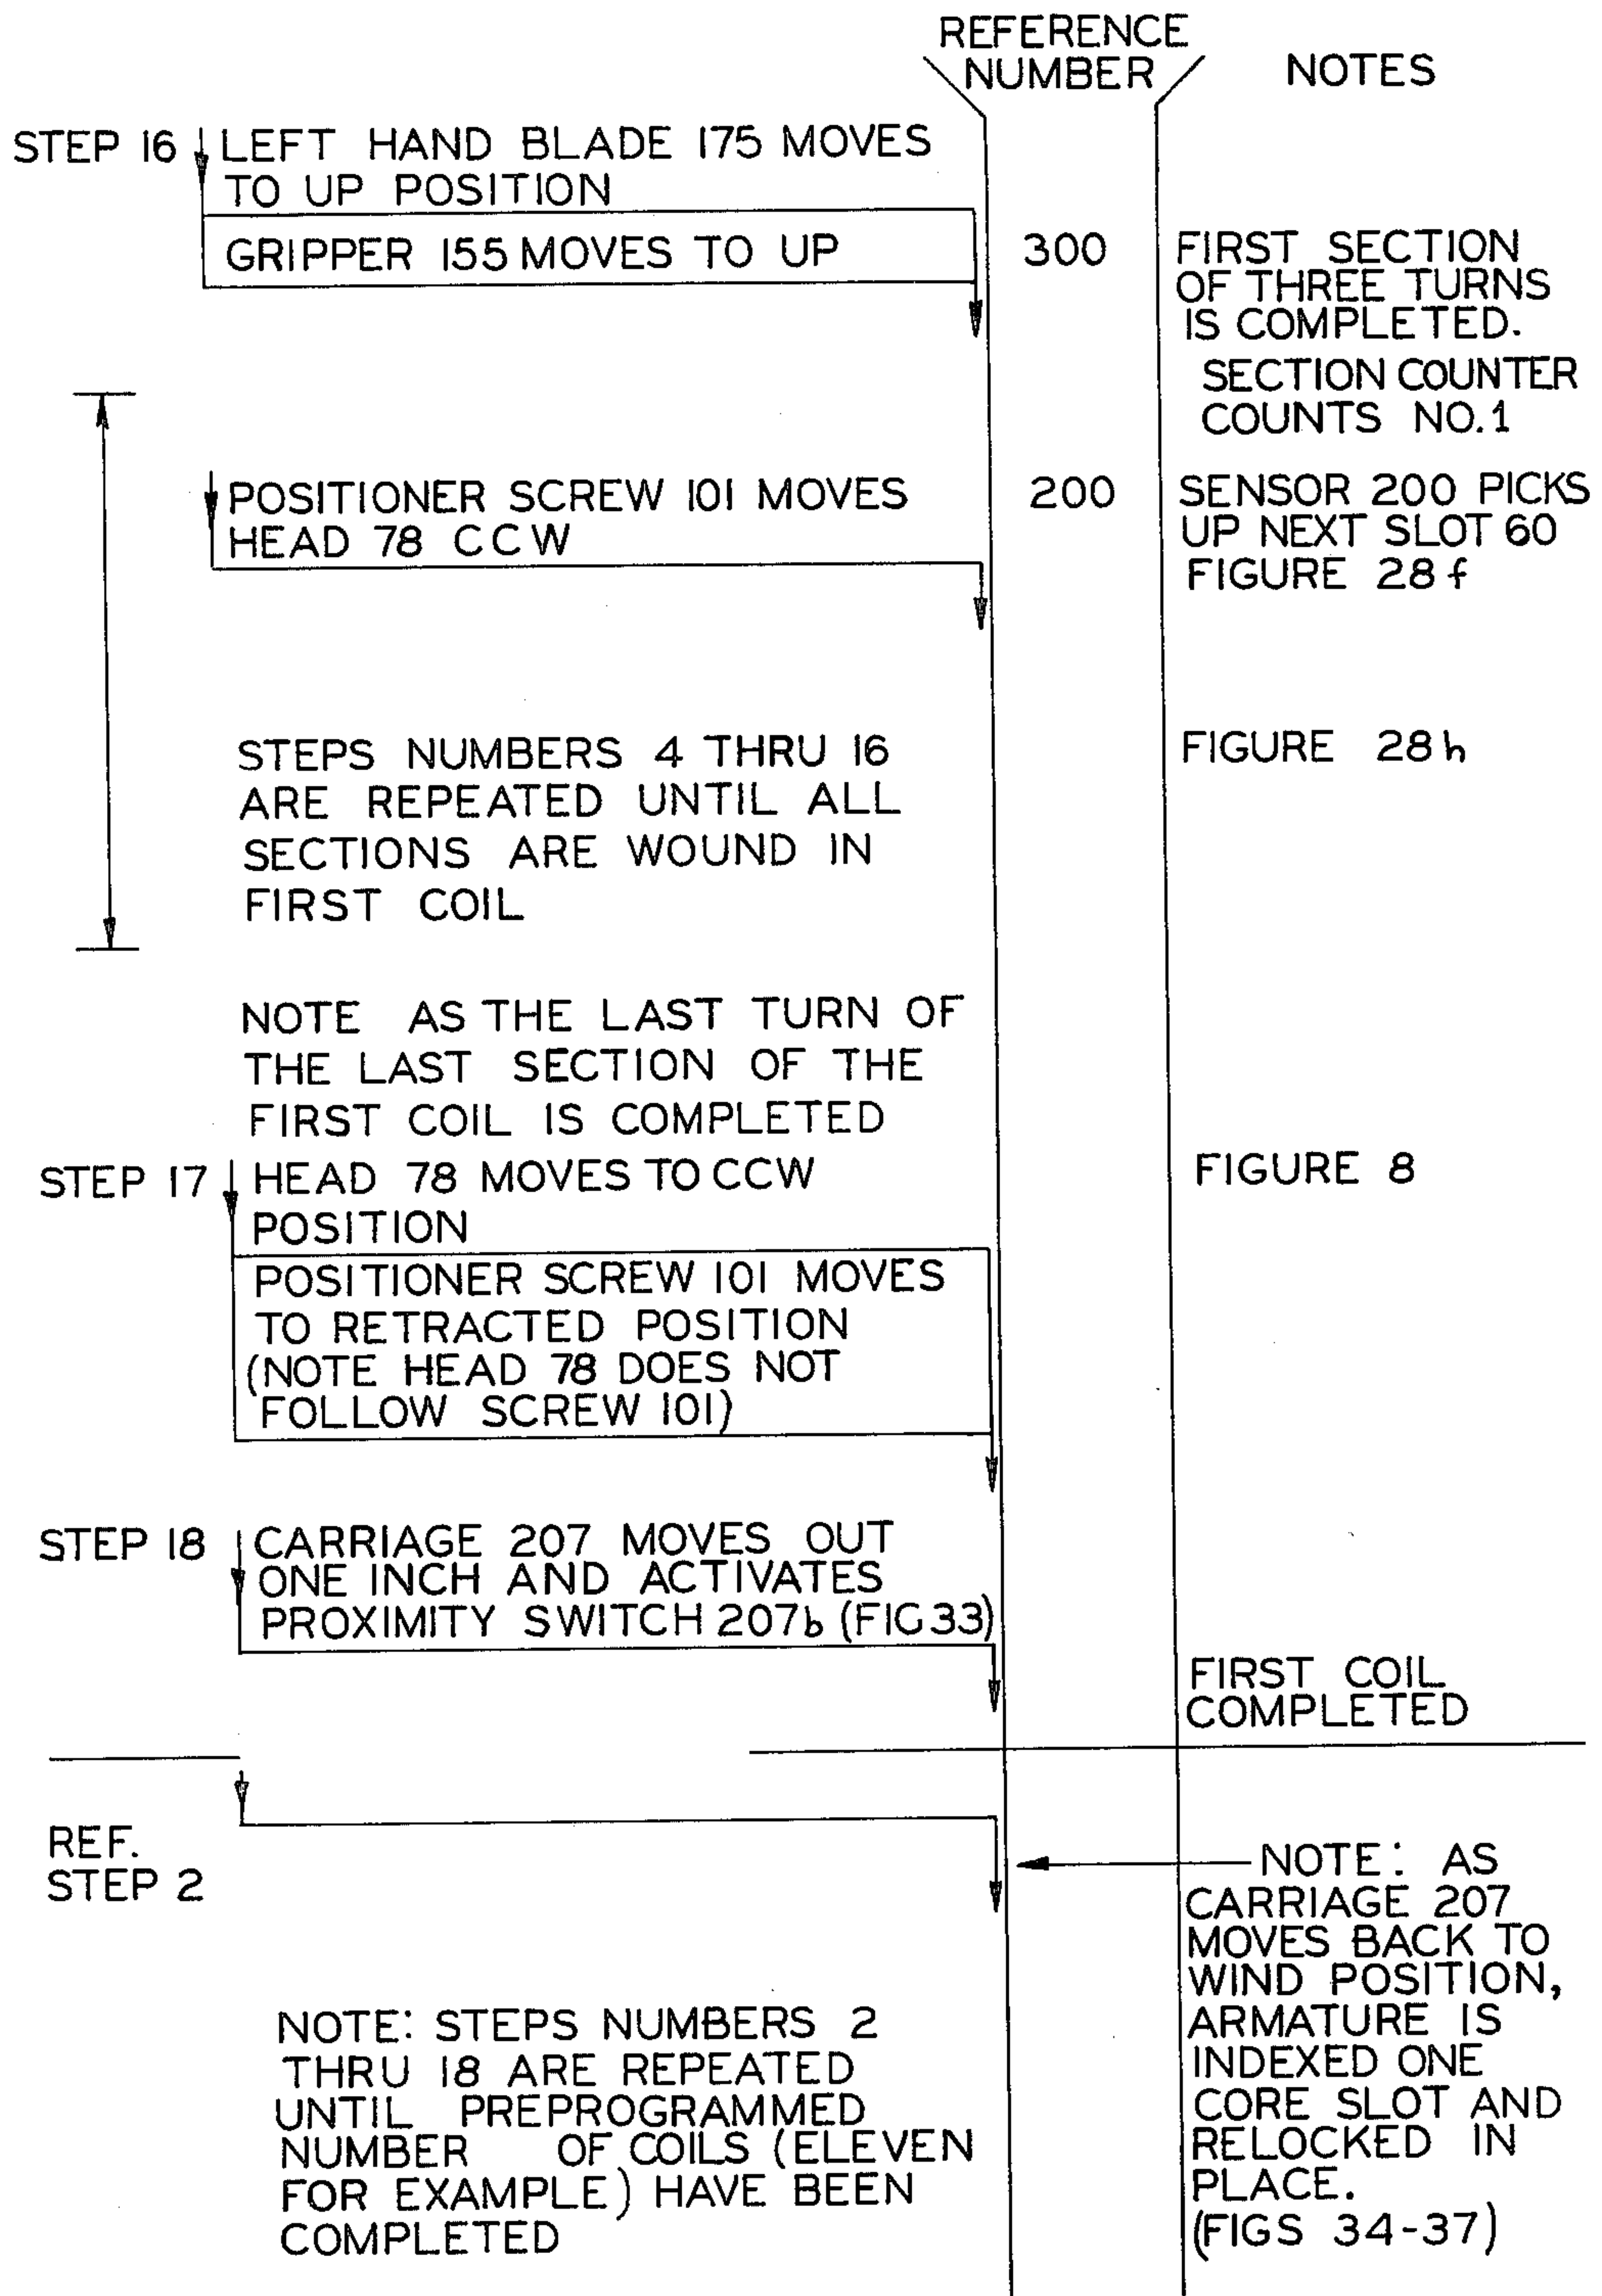 REFERENCE
NUMBER
NOTES
STEP 16
LEFT HAND BLADE 175 MOVES
TO UP POSITION
GRIPPER 155 MOVES TO UP
300
FIRST SECTION
OF THREE TURNS
IS COMPLETED.
SECTION COUNTER
COUNTS NO.1
POSITIONER SCREW 101 MOVES
HEAD 78 CCW
200
SENSOR 200 PICKS
UP NEXT SLOT 60
FIGURE 28f
STEPS NUMBERS 4 THRU 16
ARE REPEATED UNTIL ALL
SECTIONS ARE WOUND IN
FIRST COIL
FIGURE 28h
NOTE AS THE LAST TURN OF
THE LAST SECTION OF THE
FIRST COIL IS COMPLETED
STEP 17
HEAD 78 MOVES TO CCW
POSITION
FIGURE 8
POSITIONER SCREW 101 MOVES
TO RETRACTED POSITION
(NOTE HEAD 78 DOES NOT
FOLLOW SCREW 101)
STEP 18
CARRIAGE 207 MOVES OUT
ONE INCH AND ACTIVATES
PROXIMITY SWITCH 207b (FIG33)
FIRST COIL
COMPLETED
REF.
STEP 2
NOTE: AS
CARRIAGE 207
MOVES BACK TO
WIND POSITION,
ARMATURE IS
INDEXED ONE
CORE SLOT AND
RELOCKED IN
PLACE.
(FIGS 34-37)
NOTE: STEPS NUMBERS 2
THRU 18 ARE REPEATED
UNTIL PREPROGRAMMED
NUMBER OF COILS (ELEVEN
FOR EXAMPLE) HAVE BEEN
COMPLETED